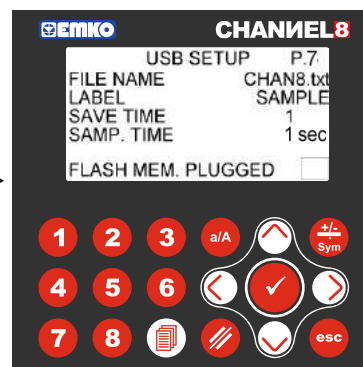 EMKO CHANNEL8
USB SETUP P.7
FILE NAME CHAN8.txt
LABEL SAMPLE
SAVE TIME 1
SAMP. TIME 1 sec
FLASH MEM. PLUGGED
1 2 3 a/A +/- Sym
4 5 6
7 8 esc